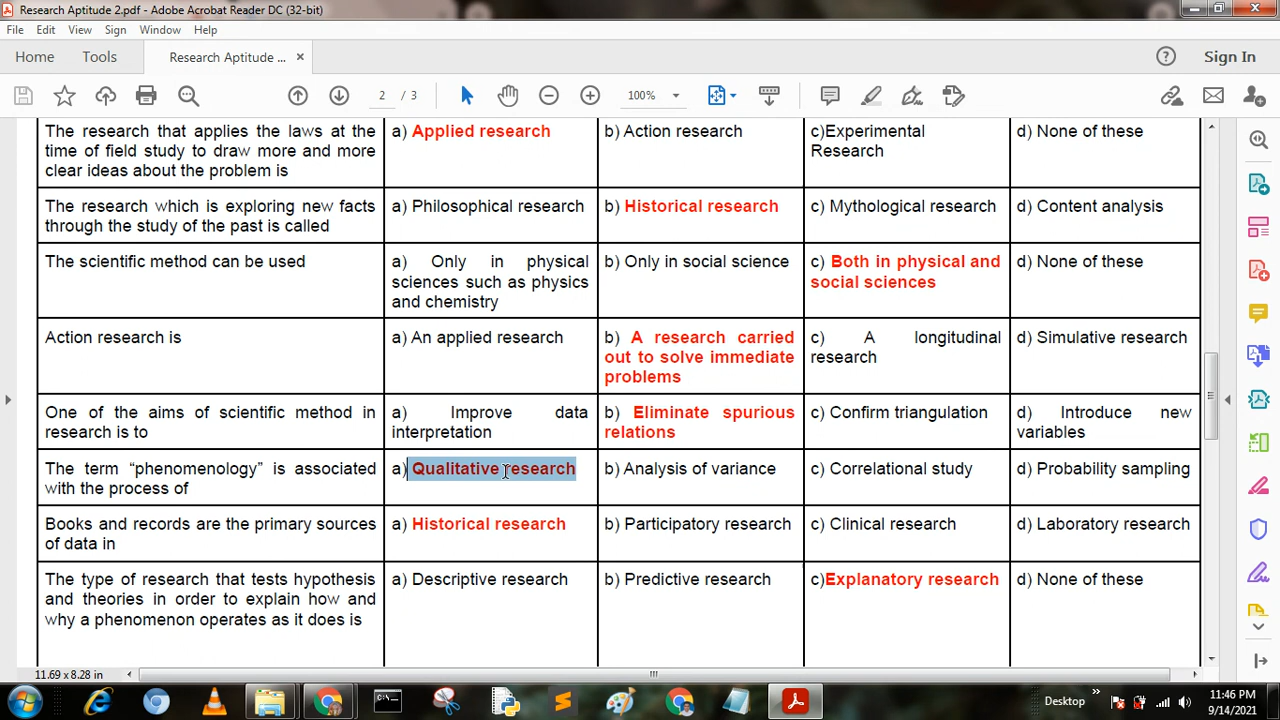 Research Aptitude 2.pdf - Adobe Acrobat Reader DC (32-bit)
File Edit View Sign Window Help
Home Tools Research Aptitude ... × Sign In
2 / 3 100%
The research that applies the laws at the time of field study to draw more and more clear ideas about the problem is
a) Applied research
b) Action research
c)Experimental Research
d) None of these
The research which is exploring new facts through the study of the past is called
a) Philosophical research
b) Historical research
c) Mythological research
d) Content analysis
The scientific method can be used
a) Only in physical sciences such as physics and chemistry
b) Only in social science
c) Both in physical and social sciences
d) None of these
Action research is
a) An applied research
b) A research carried out to solve immediate problems
c) A longitudinal research
d) Simulative research
One of the aims of scientific method in research is to
a) Improve data interpretation
b) Eliminate spurious relations
c) Confirm triangulation
d) Introduce new variables
The term “phenomenology” is associated with the process of
a) Qualitative research
b) Analysis of variance
c) Correlational study
d) Probability sampling
Books and records are the primary sources of data in
a) Historical research
b) Participatory research
c) Clinical research
d) Laboratory research
The type of research that tests hypothesis and theories in order to explain how and why a phenomenon operates as it does is
a) Descriptive research
b) Predictive research
c)Explanatory research
d) None of these
11.69 x 8.28 in
Desktop
11:46 PM
9/14/2021